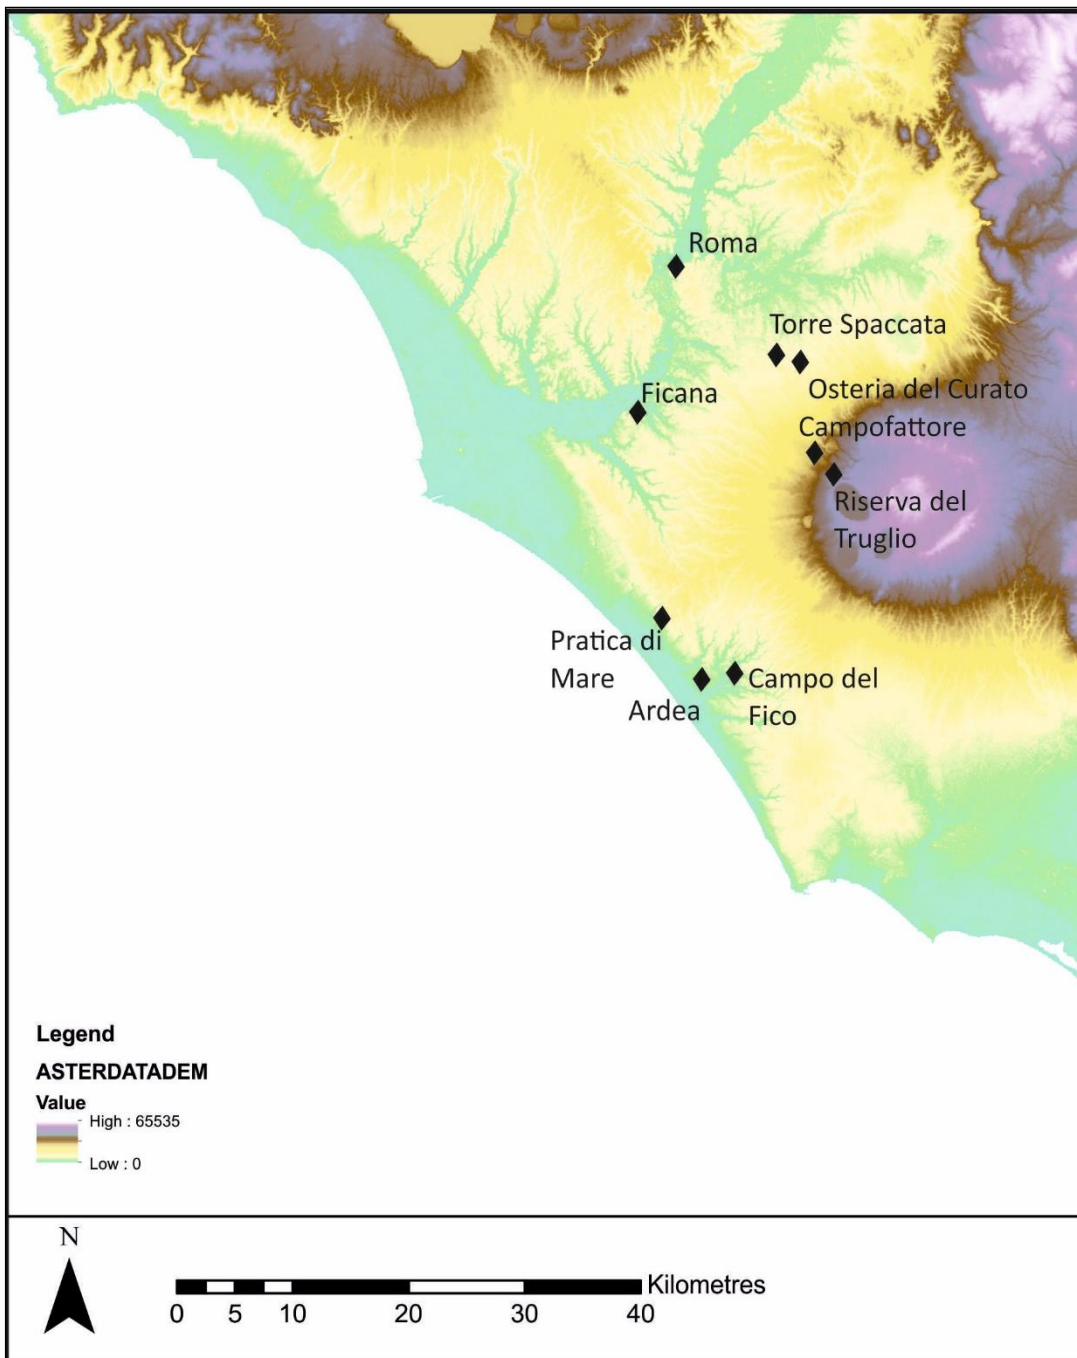 Roma
Torre Spaccata
Osteria del Curato
Ficana
Campofattore
Riserva del
Truglio
Pratica di
Mare
Ardea
Campo del
Fico
Legend
ASTERDATADEM
Value
High : 65535
Low : 0
N
Kilometres
0 5 10 20 30 40